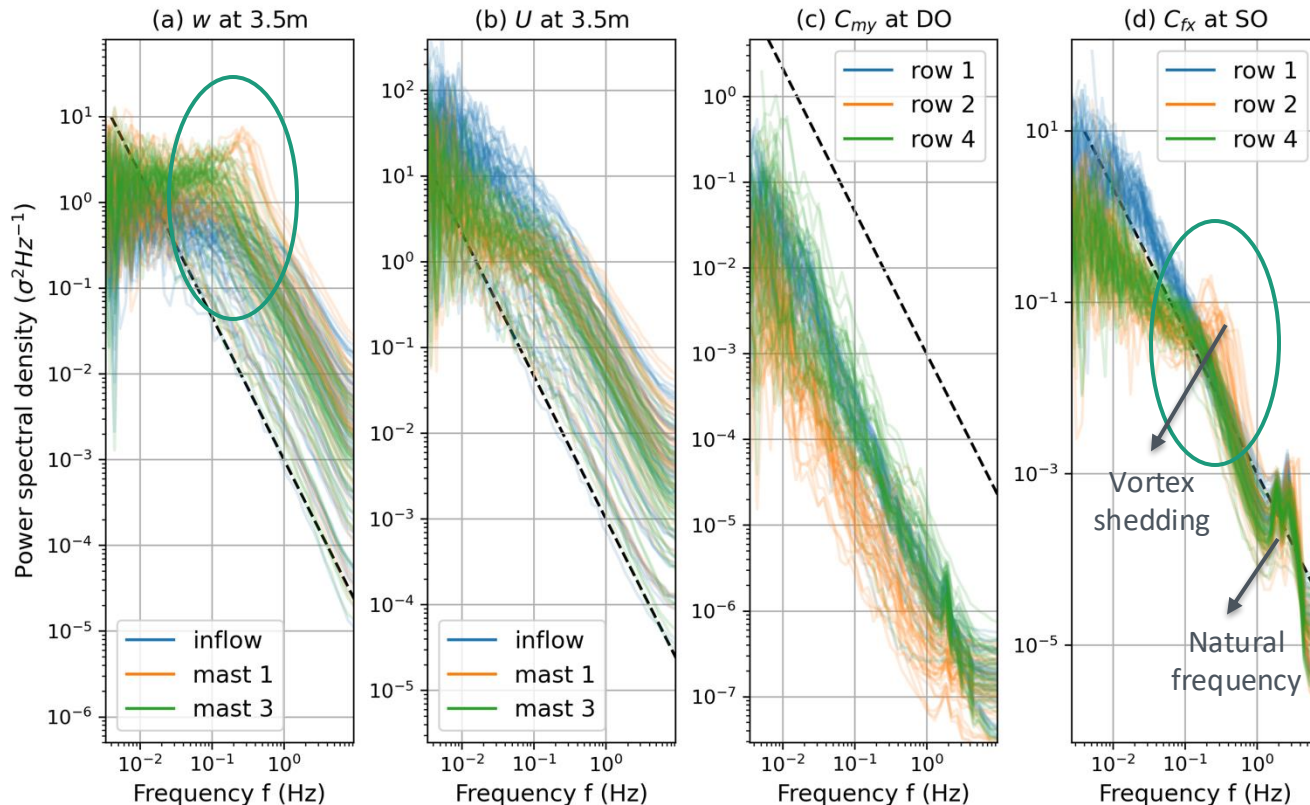 (a) w at 3.5m
(b) U at 3.5m
(c) C_{my} at DO
(d) C_{fx} at SO
Power spectral density (σ²Hz⁻¹)
10¹
10⁰
10⁻¹
10⁻²
10⁻³
10⁻⁴
10⁻⁵
10⁻⁶
inflow
mast 1
mast 3
10⁻² 10⁻¹ 10⁰
Frequency f (Hz)
10²
10¹
10⁰
10⁻¹
10⁻²
10⁻³
10⁻⁴
10⁻⁵
inflow
mast 1
mast 3
10⁻² 10⁻¹ 10⁰
Frequency f (Hz)
row 1
row 2
row 4
10⁰
10⁻¹
10⁻²
10⁻³
10⁻⁴
10⁻⁵
10⁻⁶
10⁻⁷
10⁻² 10⁻¹ 10⁰
Frequency f (Hz)
row 1
row 2
row 4
10¹
10⁻¹
10⁻³
10⁻⁵
Vortex
shedding
Natural
frequency
10⁻² 10⁻¹ 10⁰
Frequency f (Hz)